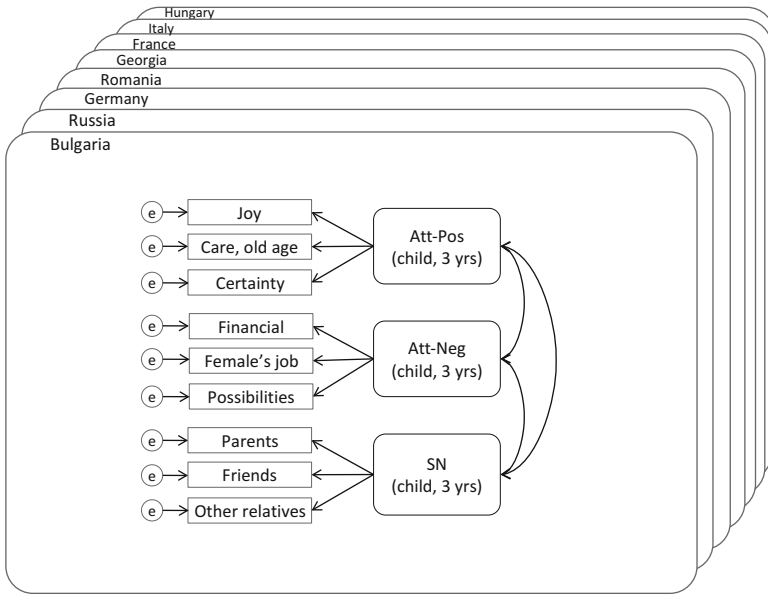 Hungary
Italy
France
Georgia
Romania
Germany
Russia
Bulgaria
e
Joy
e
Care, old age
e
Certainty
Att-Pos
(child, 3 yrs)
e
Financial
e
Female's job
e
Possibilities
Att-Neg
(child, 3 yrs)
e
Parents
e
Friends
e
Other relatives
SN
(child, 3 yrs)